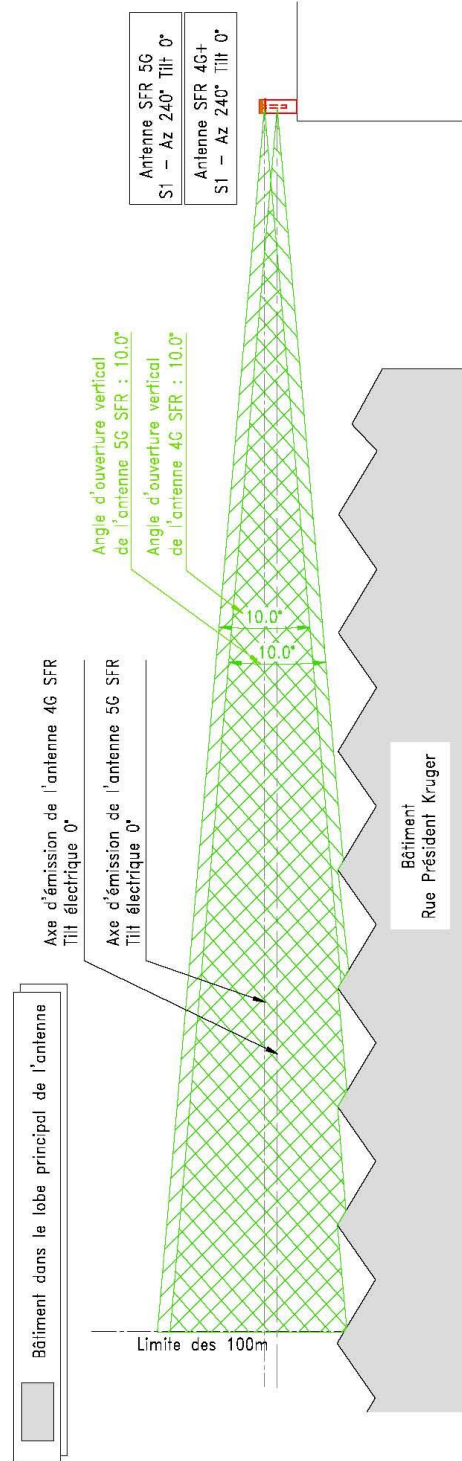 Bâtiment dans le lobe principal de l'antenne
Axe d'émission de l'antenne 4G SFR
Tilt électrique 0°
Axe d'émission de l'antenne 5G SFR
Tilt électrique 0°
Angle d'ouverture vertical
de l'antenne 5G SFR : 10.0°
Angle d'ouverture vertical
de l'antenne 4G SFR : 10.0°
Antenne SFR 5G
S1 - Az 240° Tilt 0°
Antenne SFR 4G+
S1 - Az 240° Tilt 0°
10.0°
10.0°
Limite des 100m
Bâtiment
Rue Président Kruger